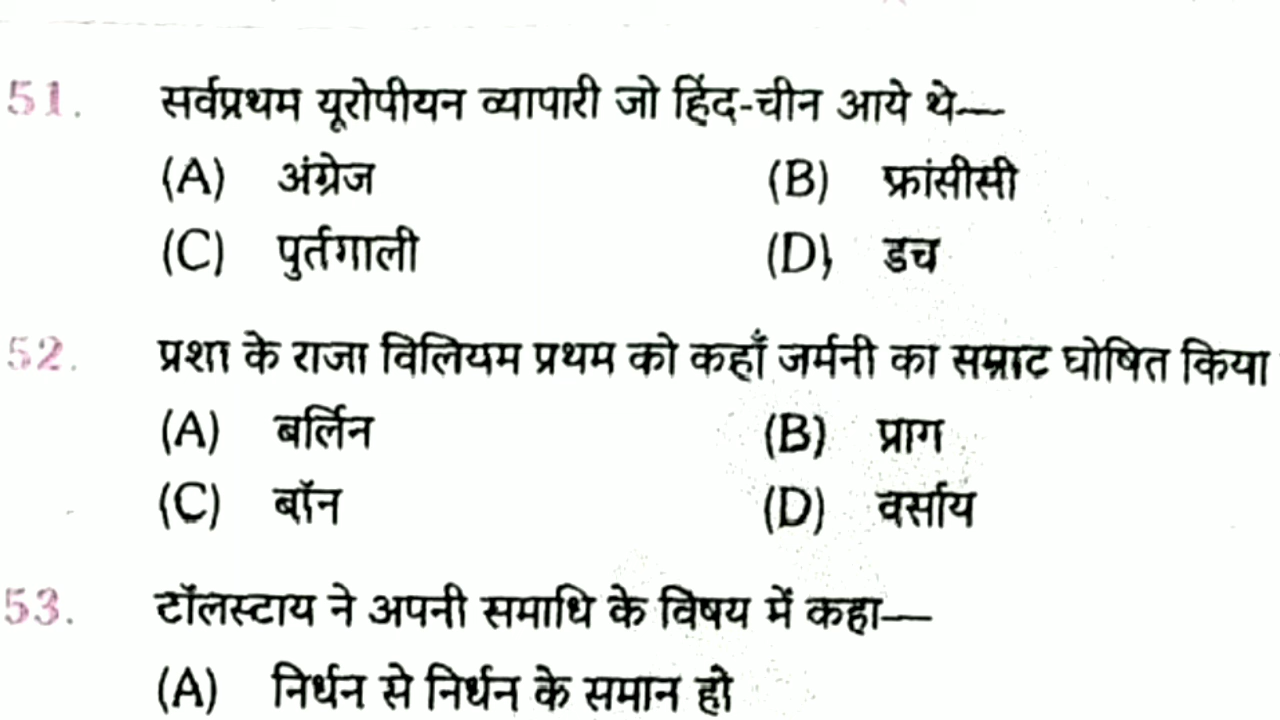 51. सर्वप्रथम यूरोपीयन व्यापारी जो हिंद-चीन आये थे—
(A) अंग्रेज (B) फ्रांसीसी
(C) पुर्तगाली (D) डच
52. प्रशा के राजा विलियम प्रथम को कहाँ जर्मनी का सम्राट घोषित किया
(A) बर्लिन (B) प्राग
(C) बॉन (D) वर्साय
53. टॉलस्टाय ने अपनी समाधि के विषय में कहा—
(A) निर्धन से निर्धन के समान हो